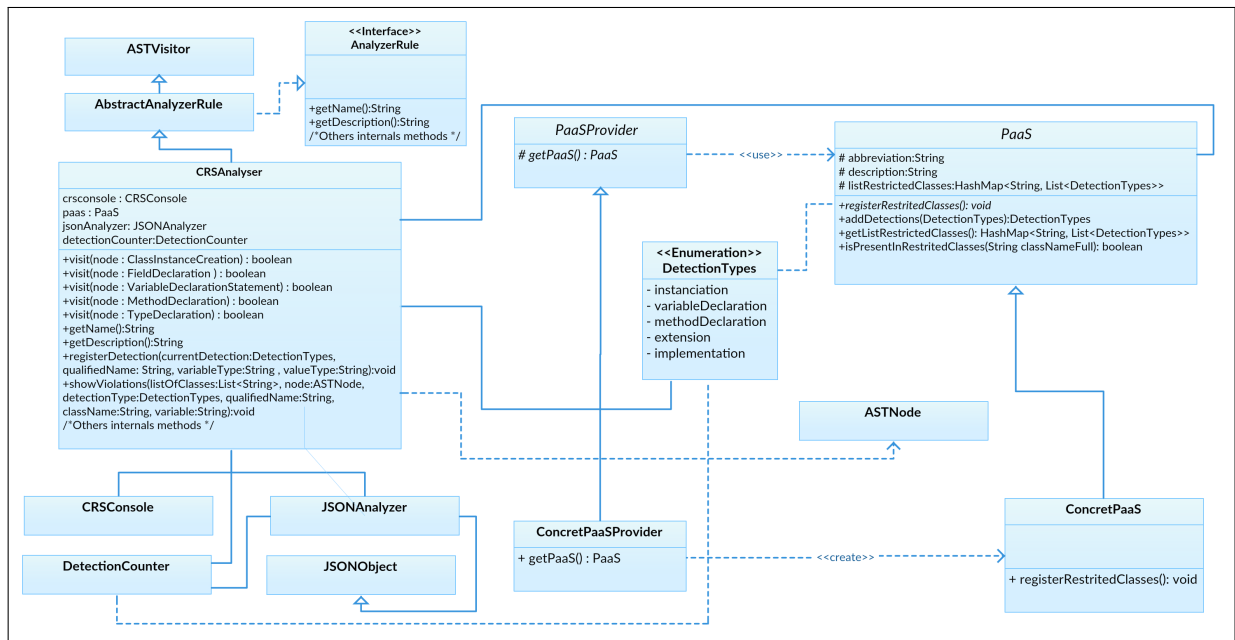 ASTVisitor
AbstractAnalyzerRule
<<Interface>>
AnalyzerRule
+getName():String
+getDescription():String
/*Others internals methods */
CRSAnalyser
crsconsole : CRSConsole
paas : PaaS
jsonAnalyzer: JSONAnalyzer
detectionCounter:DetectionCounter
+visit(node : ClassInstanceCreation) : boolean
+visit(node : FieldDeclaration ) : boolean
+visit(node : VariableDeclarationStatement) : boolean
+visit(node : MethodDeclaration) : boolean
+visit(node : TypeDeclaration) : boolean
+getName():String
+getDescription():String
+registerDetection(currentDetection:DetectionTypes,
qualifiedName: String, variableType:String , valueType:String):void
+showViolations(listOfClasses:List<String>, node:ASTNode,
detectionType:DetectionTypes, qualifiedName:String,
className:String, variable:String):void
/*Others internals methods */
PaaSProvider
# getPaaS() : PaaS
<<use>>
PaaS
# abbreviation:String
# description:String
# listRestrictedClasses:HashMap<String, List<DetectionTypes>>
+registerRestritedClasses(): void
+addDetections(DetectionTypes):DetectionTypes
+getListRestrictedClasses(): HashMap<String, List<DetectionTypes>>
+isPresentInRestritedClasses(String classNameFull): boolean
<<Enumeration>>
DetectionTypes
- instanciation
- variableDeclaration
- methodDeclaration
- extension
- implementation
ASTNode
CRSConsole
JSONAnalyzer
DetectionCounter
JSONObject
ConcretPaaSProvider
+ getPaaS() : PaaS
<<create>>
ConcretPaaS
+ registerRestritedClasses(): void